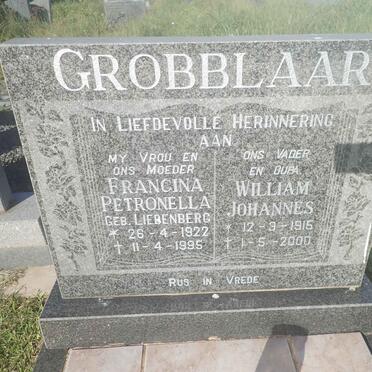 GROBBLAAR
IN LIEFDEVOLLE HERINNERING
AAN
MY VROU EN
ONS MOEDER
FRANCINA
PETRONELLA
GEB. LIEBENBERG
* 26-4-1922
† 11-4-1995
ONS VADER
EN OUPA
WILLIAM
JOHANNES
* 12-3-1915
† 1-5-2000
RUS IN VREDE